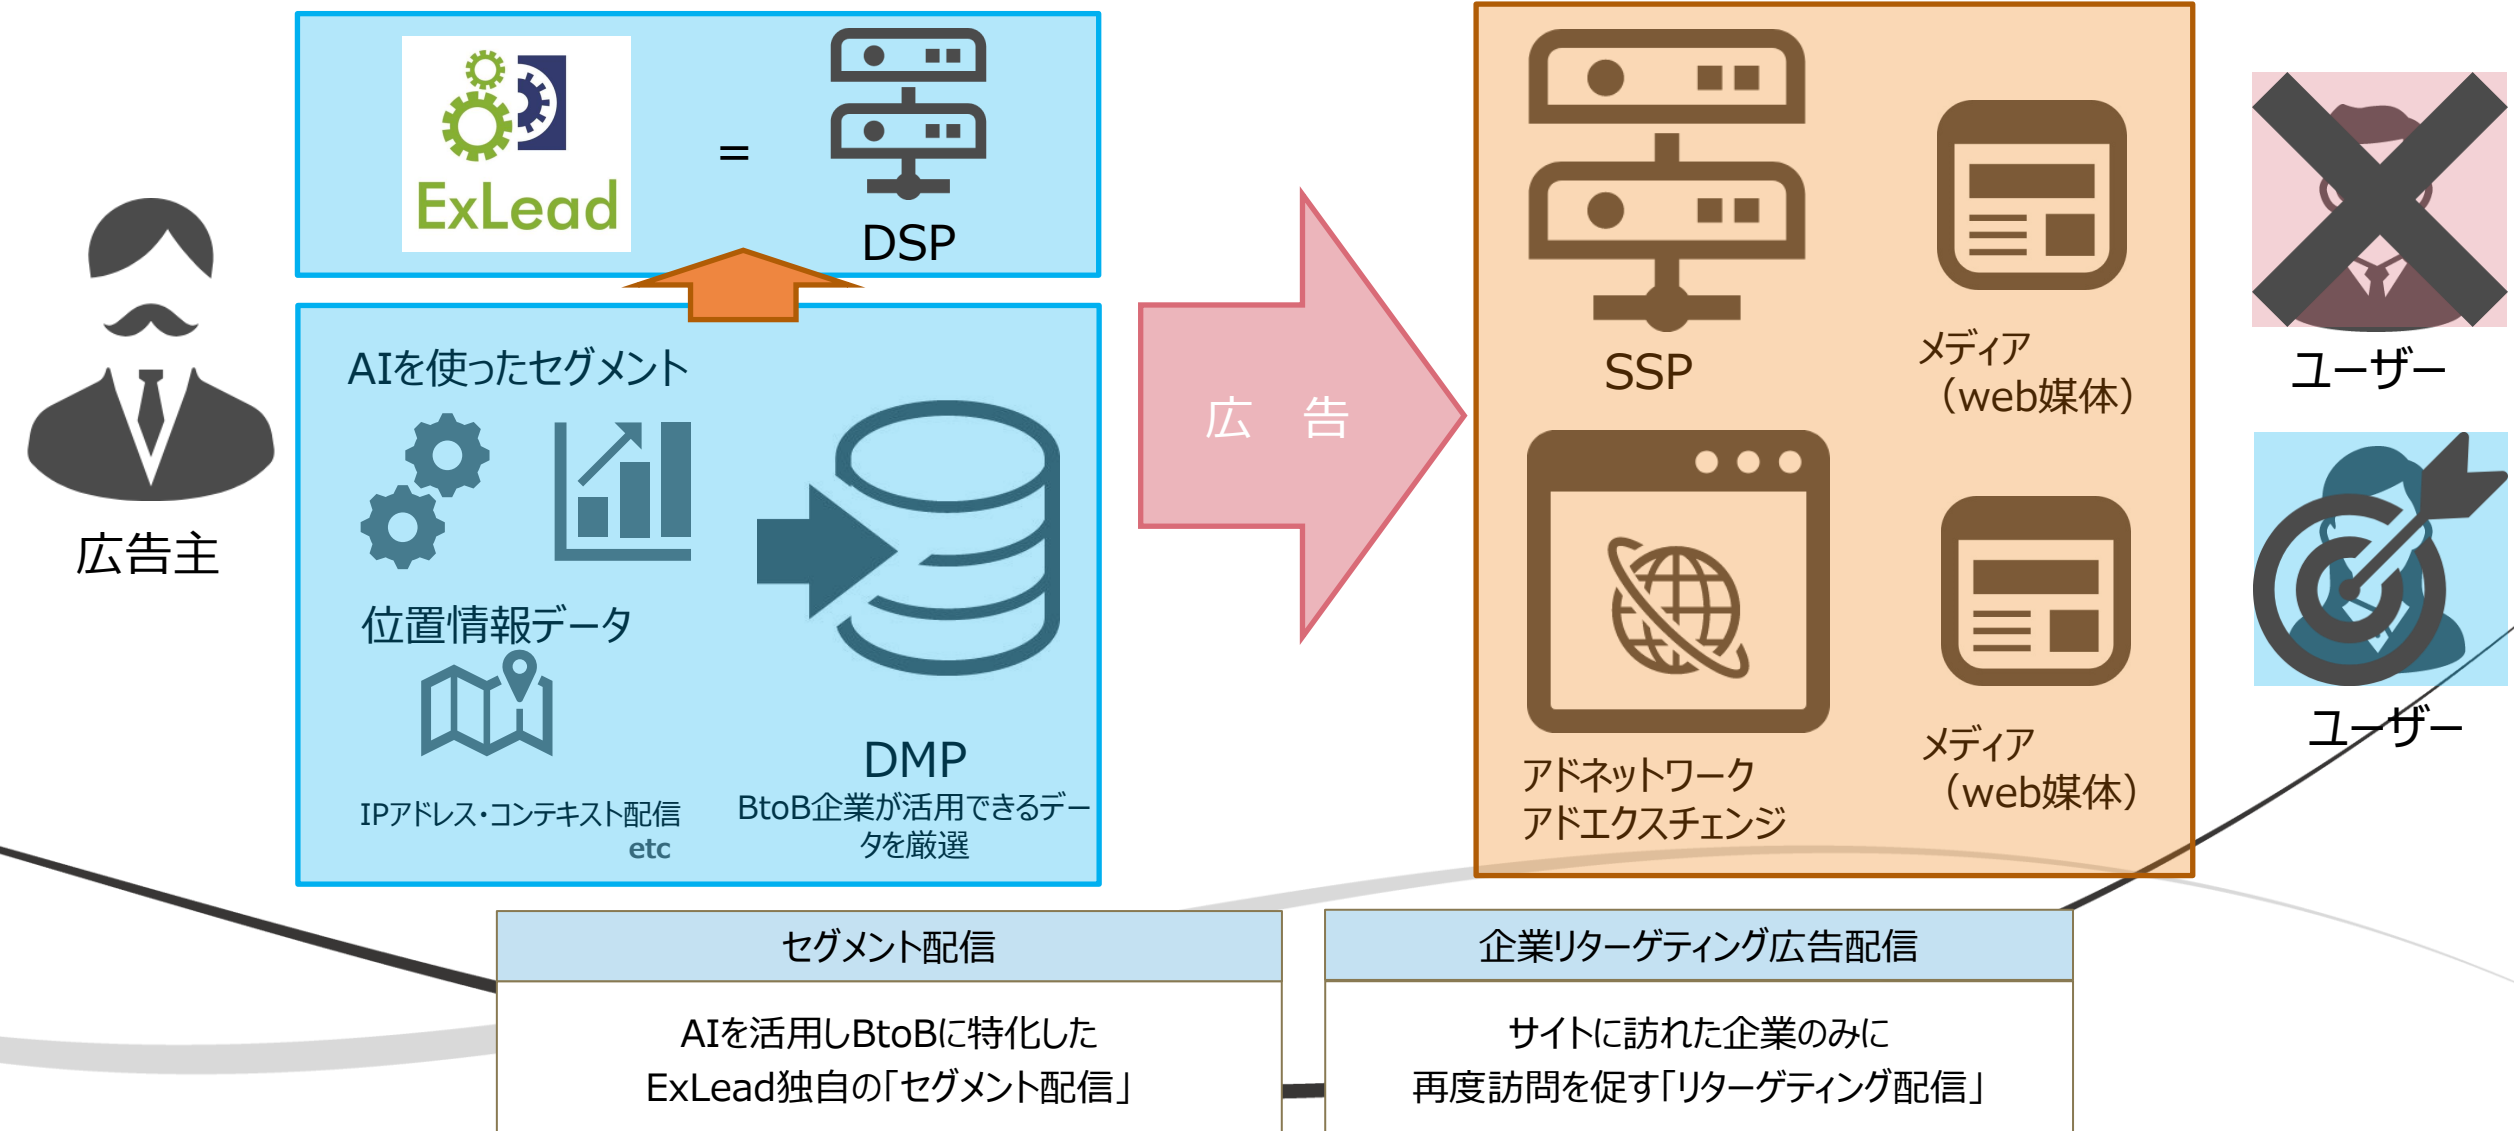 ExLead
=
DSP
広告主
AIを使ったセグメント
位置情報データ
IPアドレス・コンテキスト配信
etc
DMP
BtoB企業が活用できるデー
タを厳選
広　告
SSP
メディア
（web媒体）
アドネットワーク
アドエクスチェンジ
メディア
（web媒体）
ユーザー
ユーザー
セグメント配信
AIを活用しBtoBに特化した
ExLead独自の「セグメント配信」
企業リターゲティング広告配信
サイトに訪れた企業のみに
再度訪問を促す「リターゲティング配信」